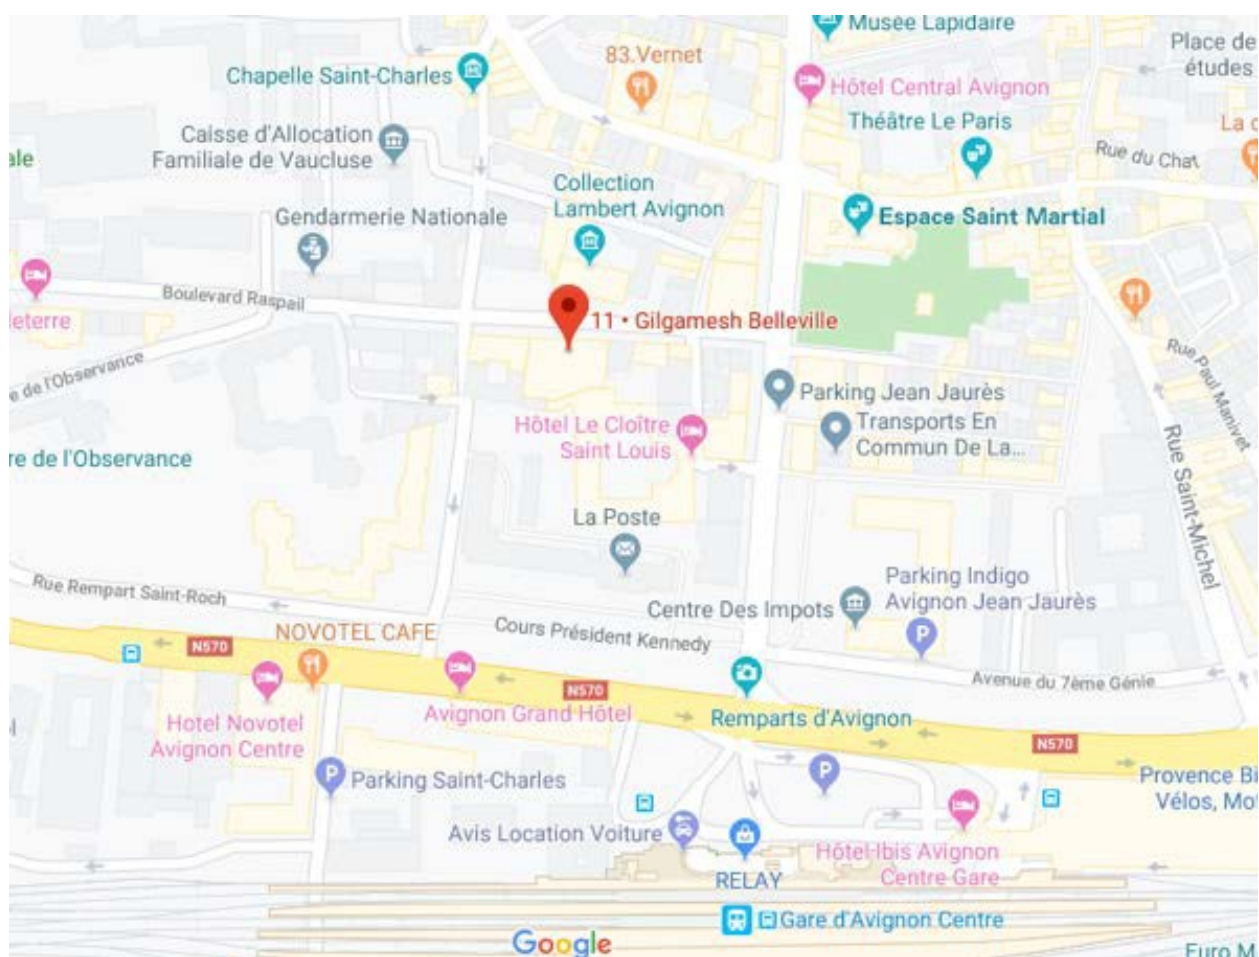 Musée Lapidaire
Place de
études
83.Vernet
Chapelle Saint-Charles
Hôtel Central Avignon
Caisse d'Allocation
Familiale de Vaucluse
Théâtre Le Paris
La c
Rue du Chat
ale
Collection
Lambert Avignon
Gendarmerie Nationale
Espace Saint Martial
Boulevard Raspail
leterre
11 • Gilgamesh Belleville
e de l'Observance
Rue Paul Manivet
Parking Jean Jaurès
Hôtel Le Cloître
Saint Louis
Transports En
Commun De La...
re de l'Observance
Rue Saint-Michel
La Poste
Rue Rempart Saint-Roch
Parking Indigo
Avignon Jean Jaurès
P
Centre Des Impots
Cours Président Kennedy
N570
NOVOTEL CAFE
Avenue du 7ème Génie
N570
Hotel Novotel
Avignon Centre
Avignon Grand Hôtel
Remparts d'Avignon
N570
P
Parking Saint-Charles
P
Provence Bi
Vélos, Mot
Avis Location Voiture
Hôtel Ibis Avignon
Centre Gare
RELAY
Gare d'Avignon Centre
Google
Euro M